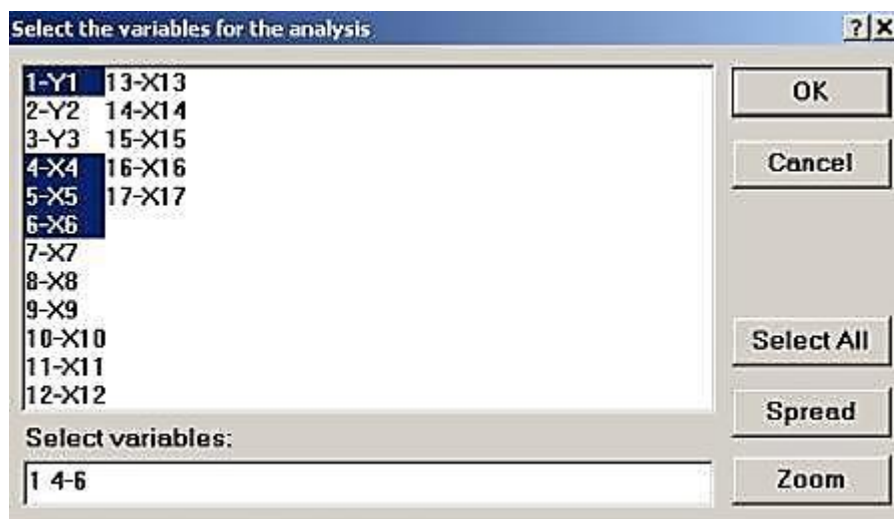 Select the variables for the analysis
1-Y1 13-X13
2-Y2 14-X14
3-Y3 15-X15
4-X4 16-X16
5-X5 17-X17
6-X6
7-X7
8-X8
9-X9
10-X10
11-X11
12-X12
OK
Cancel
Select All
Spread
Zoom
Select variables:
1 4-6